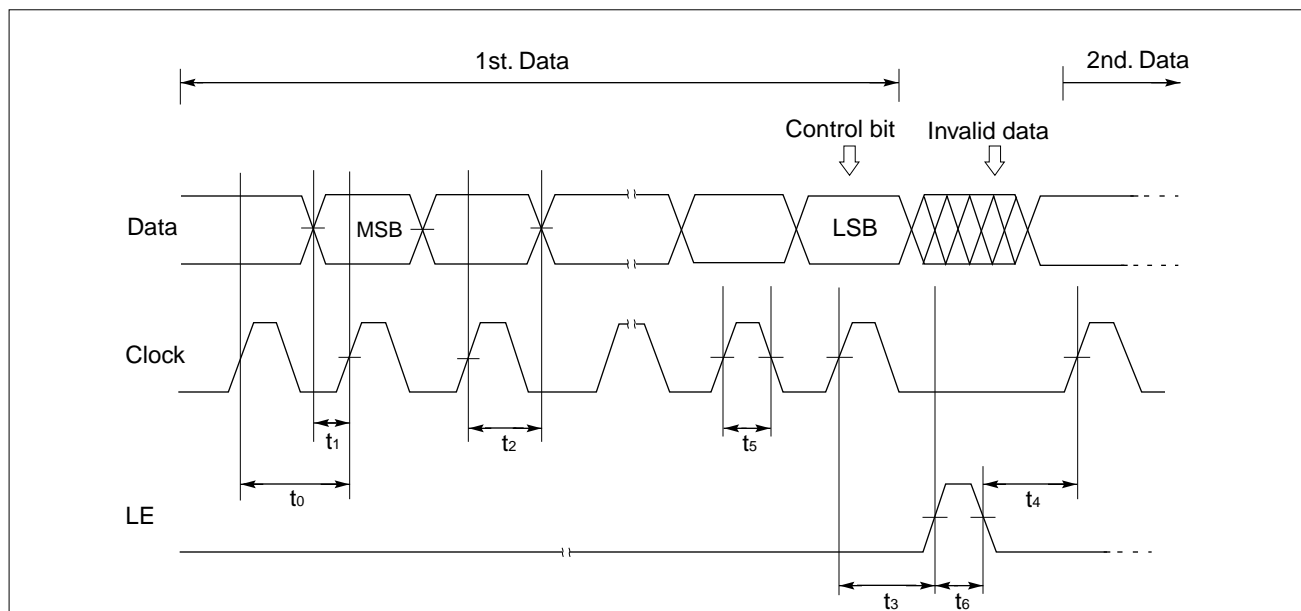 1st. Data
2nd. Data
Control bit
Invalid data
Data
MSB
LSB
Clock
t1
t2
t5
t0
t4
LE
t3
t6